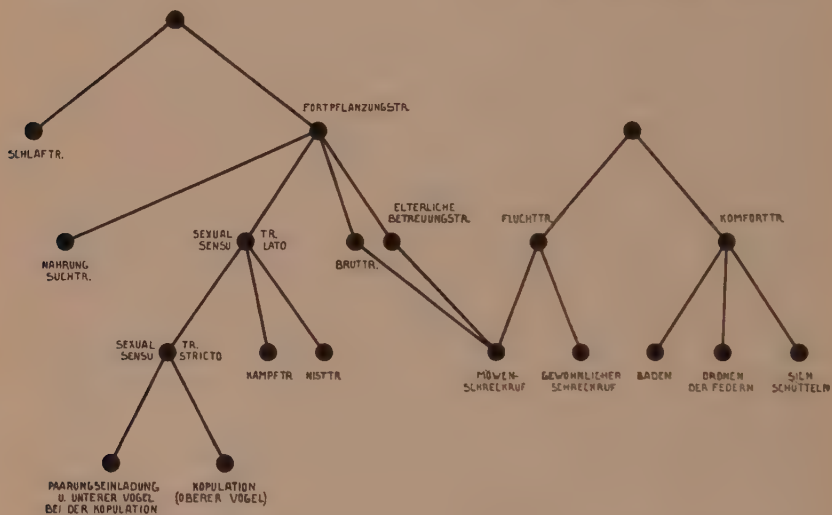 FORTPFLANZUNGSTR.
SCHLAFTR.
ELTERLICHE
BETREUUNGSTR.
FLUCHTTR.
KOMFORTTR.
SEXUAL TR.
SENSU LATO
NAHRUNG
SUCHTR.
BRUTTR.
SEXUAL TR.
SENSU STRICTO
KAMPFTR.
NISTTR.
MÖWEN-
SCHRECKRUF
GEWÖHNLICHER
SCHRECKRUF
BADEN
ORDNEN
DER FEDERN
SICH
SCHÜTTELN
PAARUNGSEINLADUNG
U. UNTERER VOGEL
BEI DER KOPULATION
KOPULATION
(OBERER VOGEL)